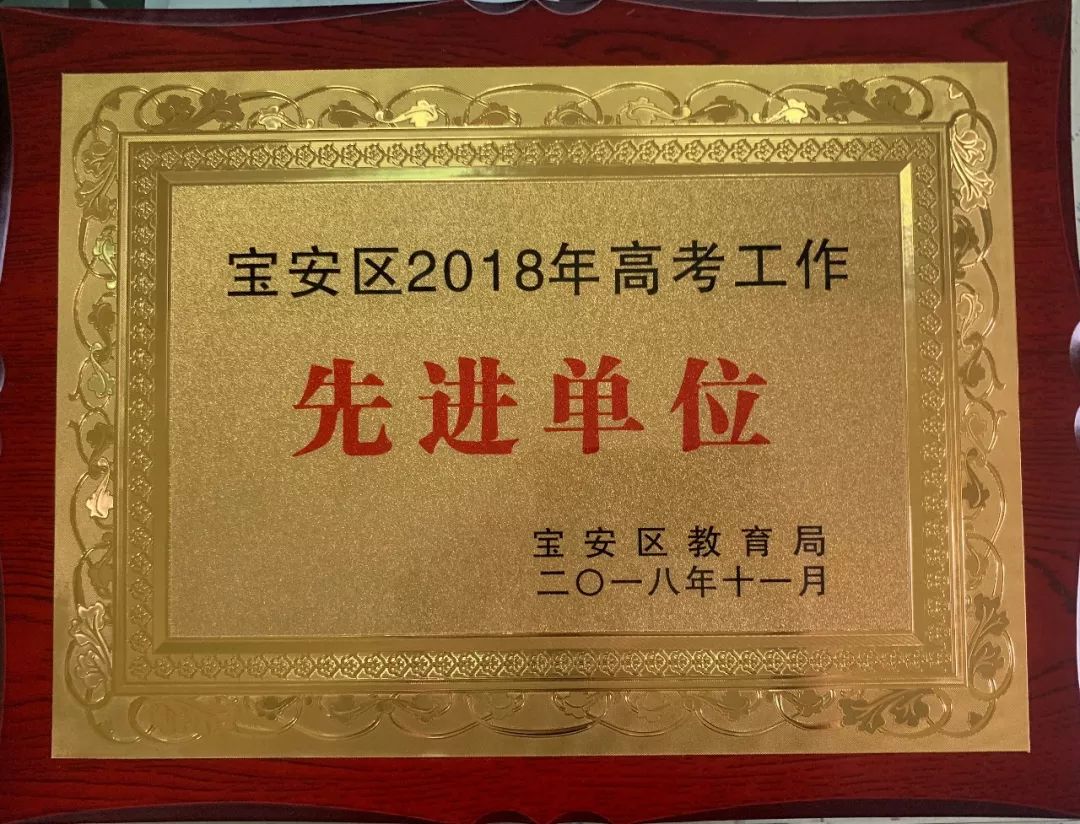 宝安区2018年高考工作
先进单位
宝安区教育局
二〇一八年十一月